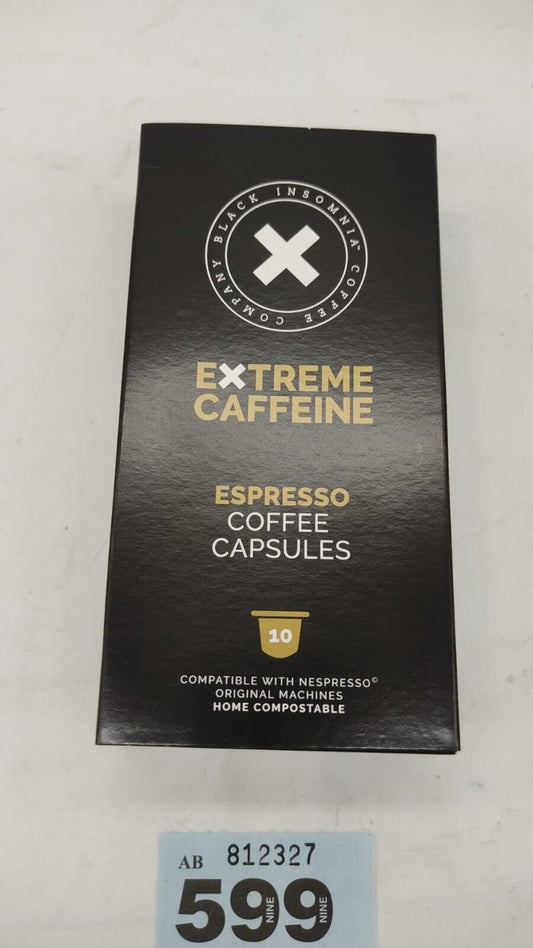 BLACK INSOMNIA™ COFFEE COMPANY
EXTREME
CAFFEINE
ESPRESSO
COFFEE
CAPSULES
10
COMPATIBLE WITH NESPRESSO©
ORIGINAL MACHINES
HOME COMPOSTABLE
AB 812327
599
NINE NINE